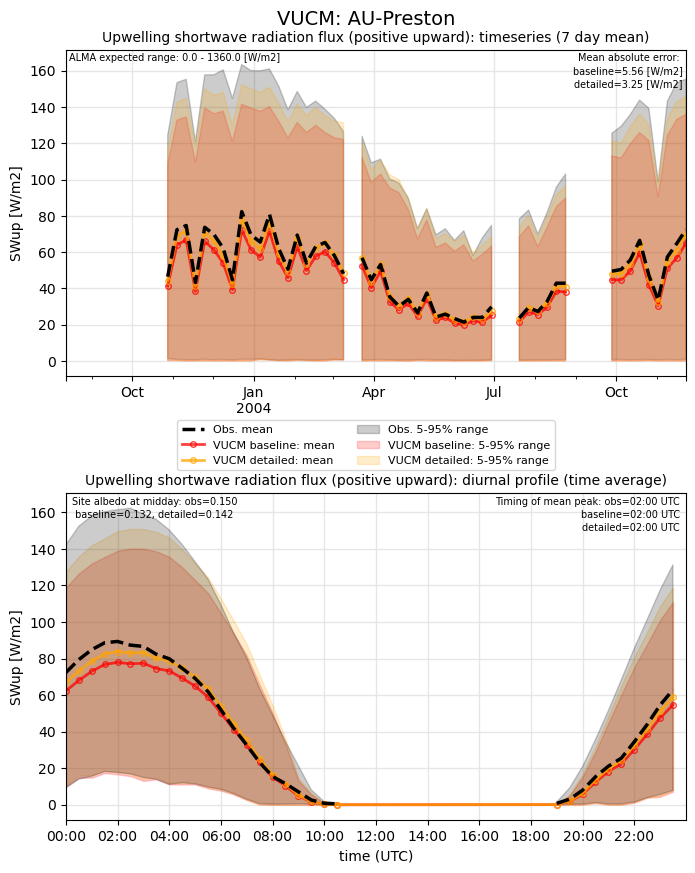 VUCM: AU-Preston
Upwelling shortwave radiation flux (positive upward): timeseries (7 day mean)
ALMA expected range: 0.0 - 1360.0 [W/m2]
Mean absolute error:
baseline=5.56 [W/m2]
detailed=3.25 [W/m2]
SWup [W/m2]
160
140
120
100
80
60
40
20
0
Oct
Jan
2004
Apr
Jul
Oct
Obs. mean
VUCM baseline: mean
VUCM detailed: mean
Obs. 5-95% range
VUCM baseline: 5-95% range
VUCM detailed: 5-95% range
Upwelling shortwave radiation flux (positive upward): diurnal profile (time average)
Site albedo at midday: obs=0.150
baseline=0.132, detailed=0.142
Timing of mean peak: obs=02:00 UTC
baseline=02:00 UTC
detailed=02:00 UTC
SWup [W/m2]
160
140
120
100
80
60
40
20
0
00:00
02:00
04:00
06:00
08:00
10:00
12:00
14:00
16:00
18:00
20:00
22:00
time (UTC)